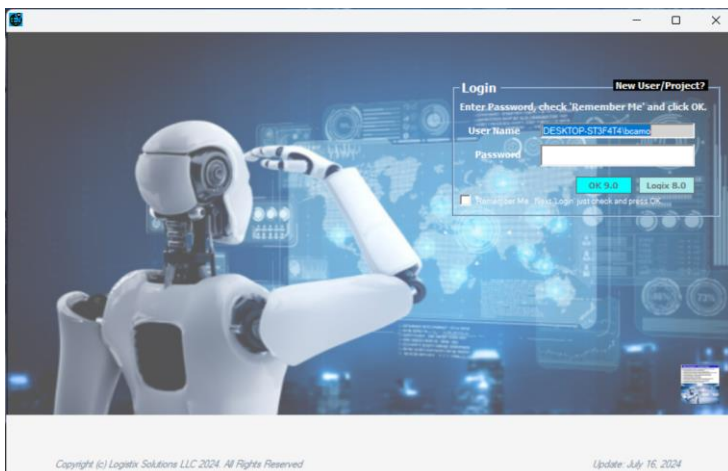 Login
New User/Project?
Enter Password, check 'Remember Me' and click OK.
User Name
DESKTOP-ST3F4T4\bcamo
Password
OK 9.0
Logix 8.0
Remember Me. Next 'Login' just check and press OK.
96%
73%
Copyright (c) Logistix Solutions LLC 2024. All Rights Reserved
Update: July 16, 2024